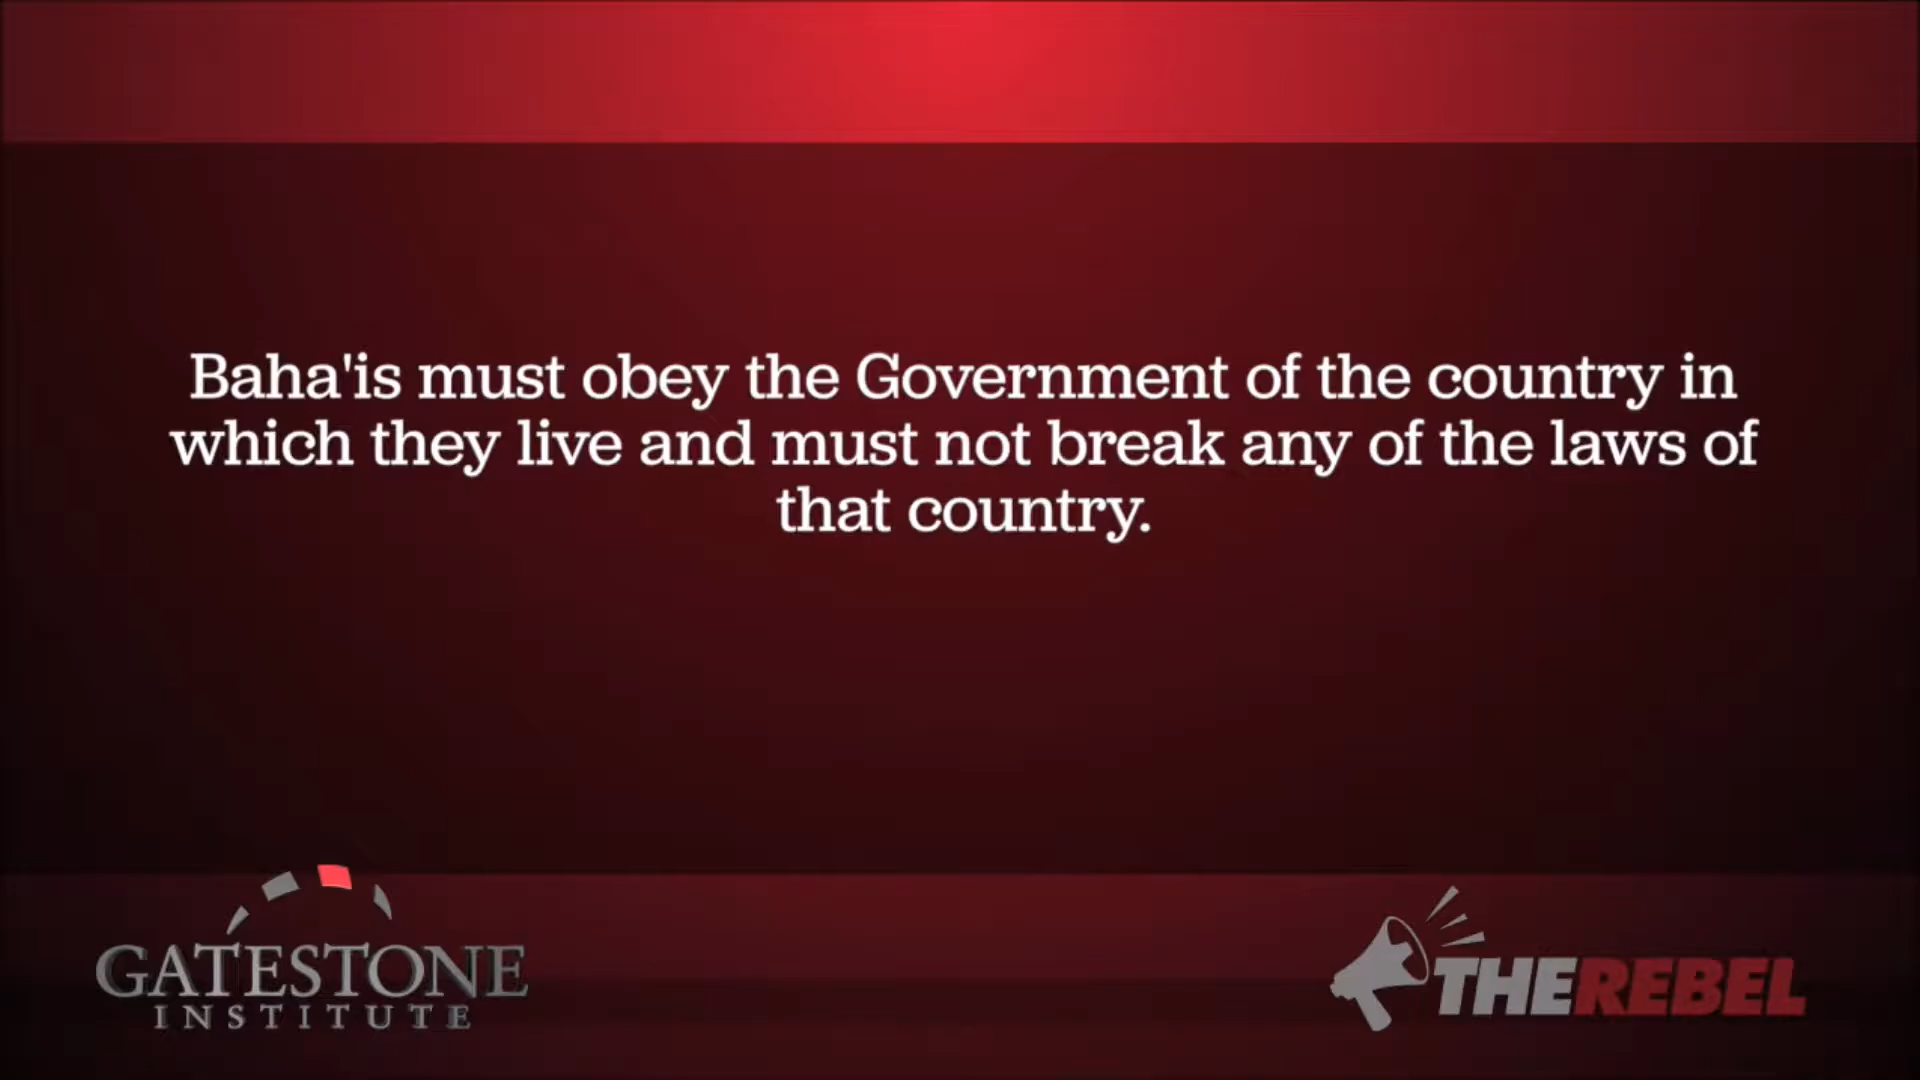 Baha'is must obey the Government of the country in
which they live and must not break any of the laws of
that country.
GATESTONE
INSTITUTE
THEREBEL